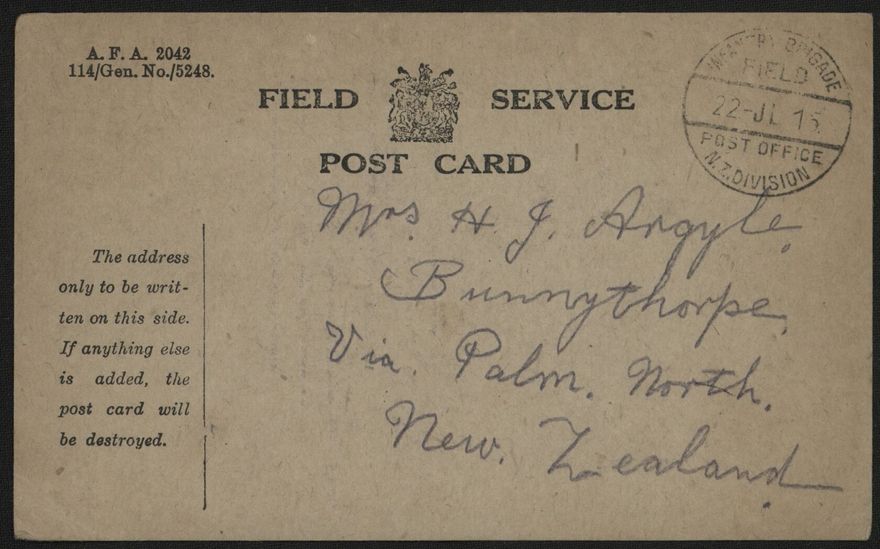 A. F. A. 2042
114/Gen. No./5248.
FIELD SERVICE
POST CARD
INFANTRY BRIGADE
FIELD
22-JL 15
POST OFFICE
N.Z. DIVISION
Mrs. H. J. Argyle,
Bunnythorpe,
Via. Palm. North.
New. Zealand.
The address
only to be writ-
ten on this side.
If anything else
is added, the
post card will
be destroyed.